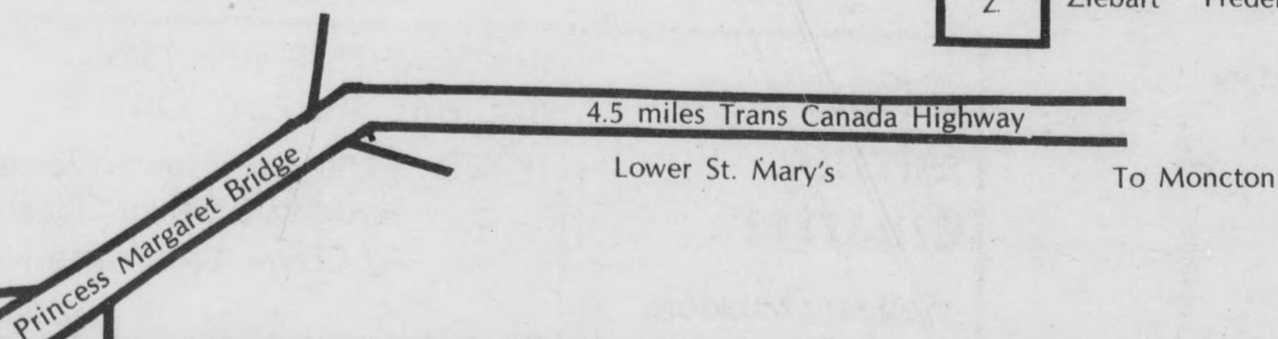 Z
Ziebart
4.5 miles Trans Canada Highway
Lower St. Mary's
To Moncton
Princess Margaret Bridge